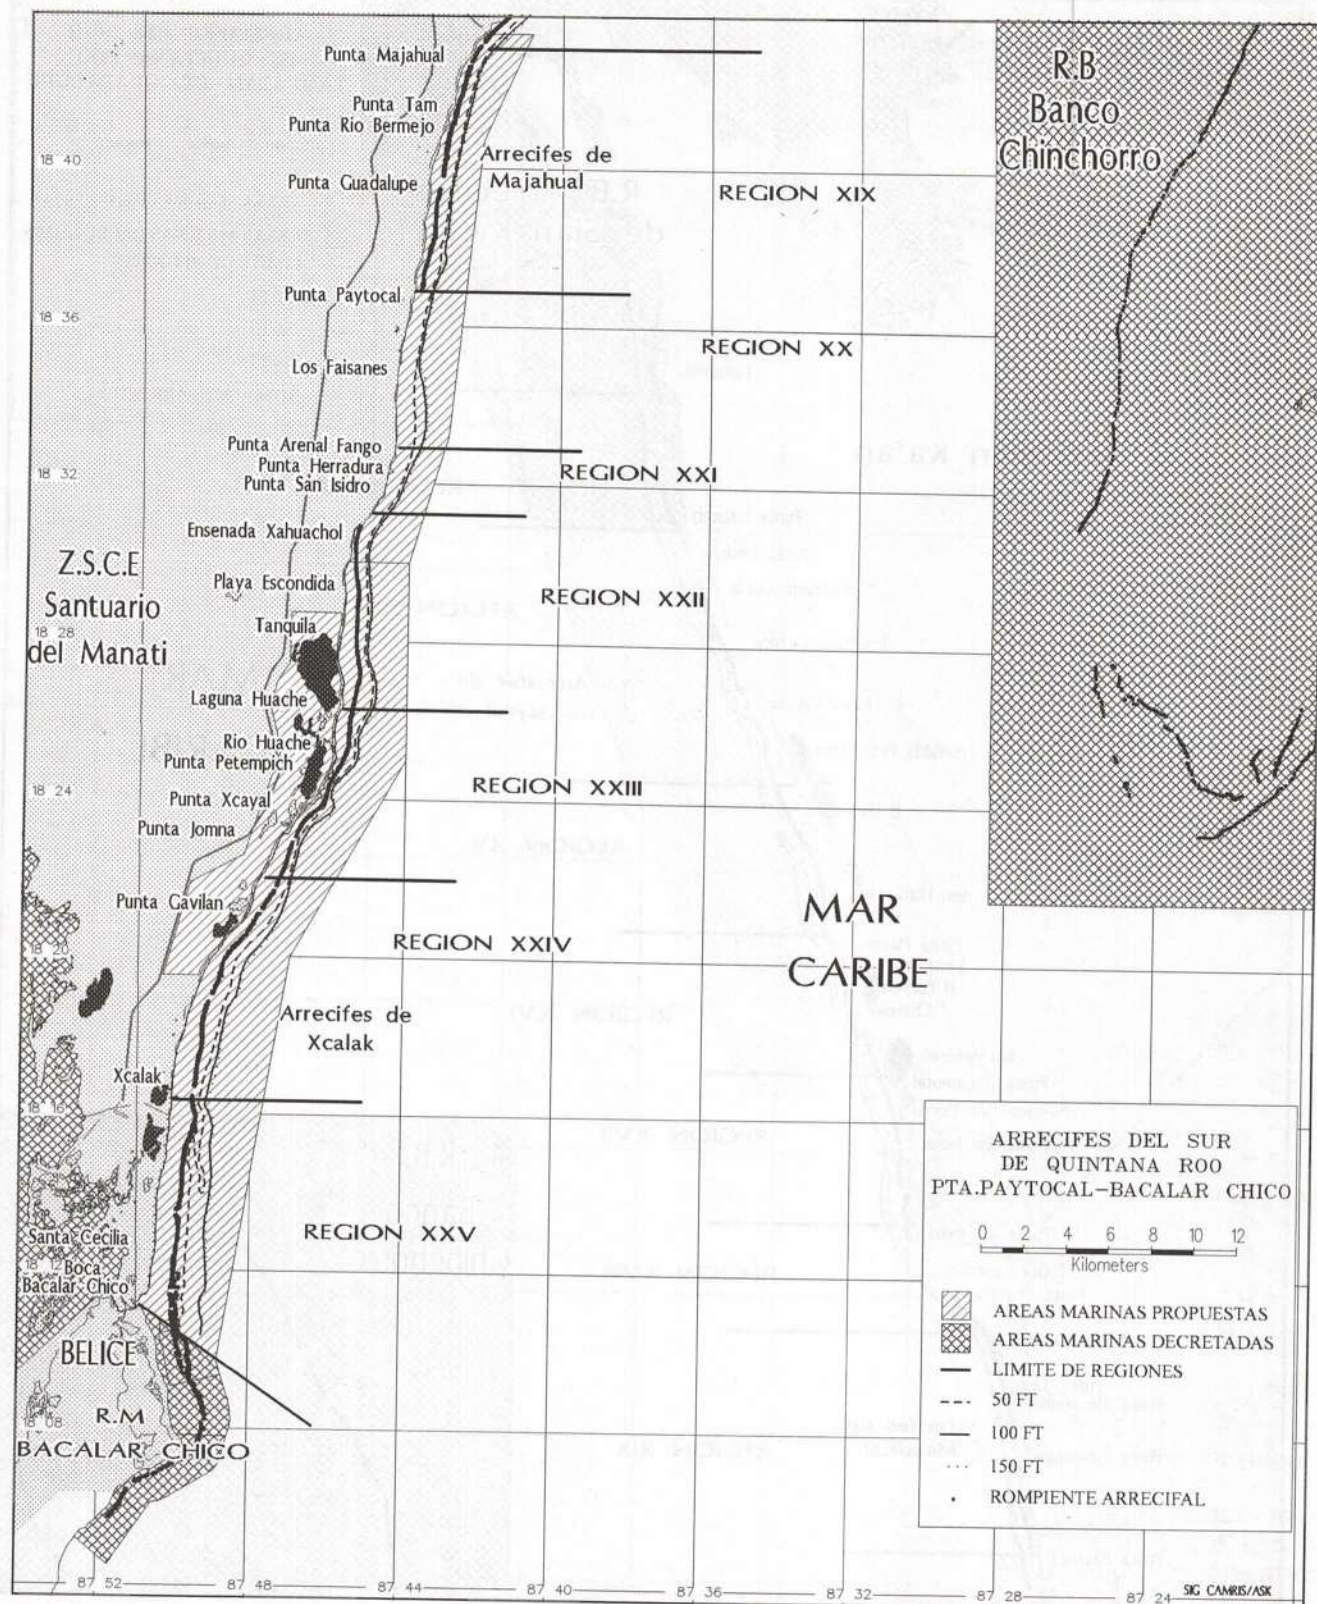 Punta Majahual
Punta Tam
Punta Rio Bermejo
Punta Guadalupe
Punta Paytocal
Los Faisanes
Punta Arenal Fango
Punta Herradura
Punta San Isidro
Ensenada Xahuachol
Playa Escondida
Tanquila
Laguna Huache
Rio Huache
Punta Petempich
Punta Xcayal
Punta Jomna
Punta Gavilan
Xcalak
Santa Cecilia
Boca
Bacalar Chico
BELICE
R.M
BACALAR CHICO
Z.S.C.E
Santuario
del Manati
18 40
18 36
18 32
18 28
18 24
18 20
18 16
18 12
18 08
Arrecifes de
Majahual
REGION XIX
REGION XX
REGION XXI
REGION XXII
REGION XXIII
REGION XXIV
Arrecifes de
Xcalak
REGION XXV
R.B
Banco
Chinchorro
MAR
CARIBE
ARRECIFES DEL SUR
DE QUINTANA ROO
PTA.PAYTOCAL-BACALAR CHICO
0 2 4 6 8 10 12
Kilometers
AREAS MARINAS PROPUESTAS
AREAS MARINAS DECRETADAS
LIMITE DE REGIONES
50 FT
100 FT
150 FT
ROMPIENTE ARRECIFAL
87 52 87 48 87 44 87 40 87 36 87 32 87 28 87 24
SIG CAMRIS/ASK